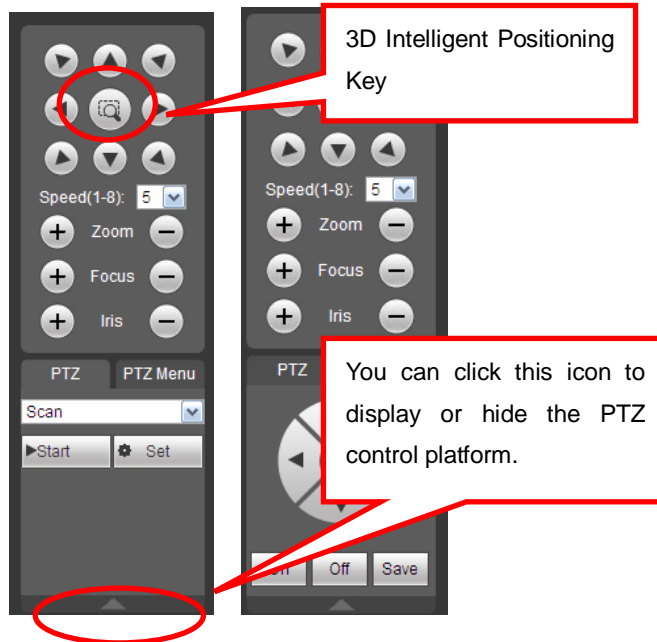 3D Intelligent Positioning
Key
Speed(1-8): 5
Zoom
Focus
Iris
PTZ PTZ Menu
Scan
Start Set
Speed(1-8): 5
Zoom
Focus
Iris
PTZ
You can click this icon to
display or hide the PTZ
control platform.
Off Save